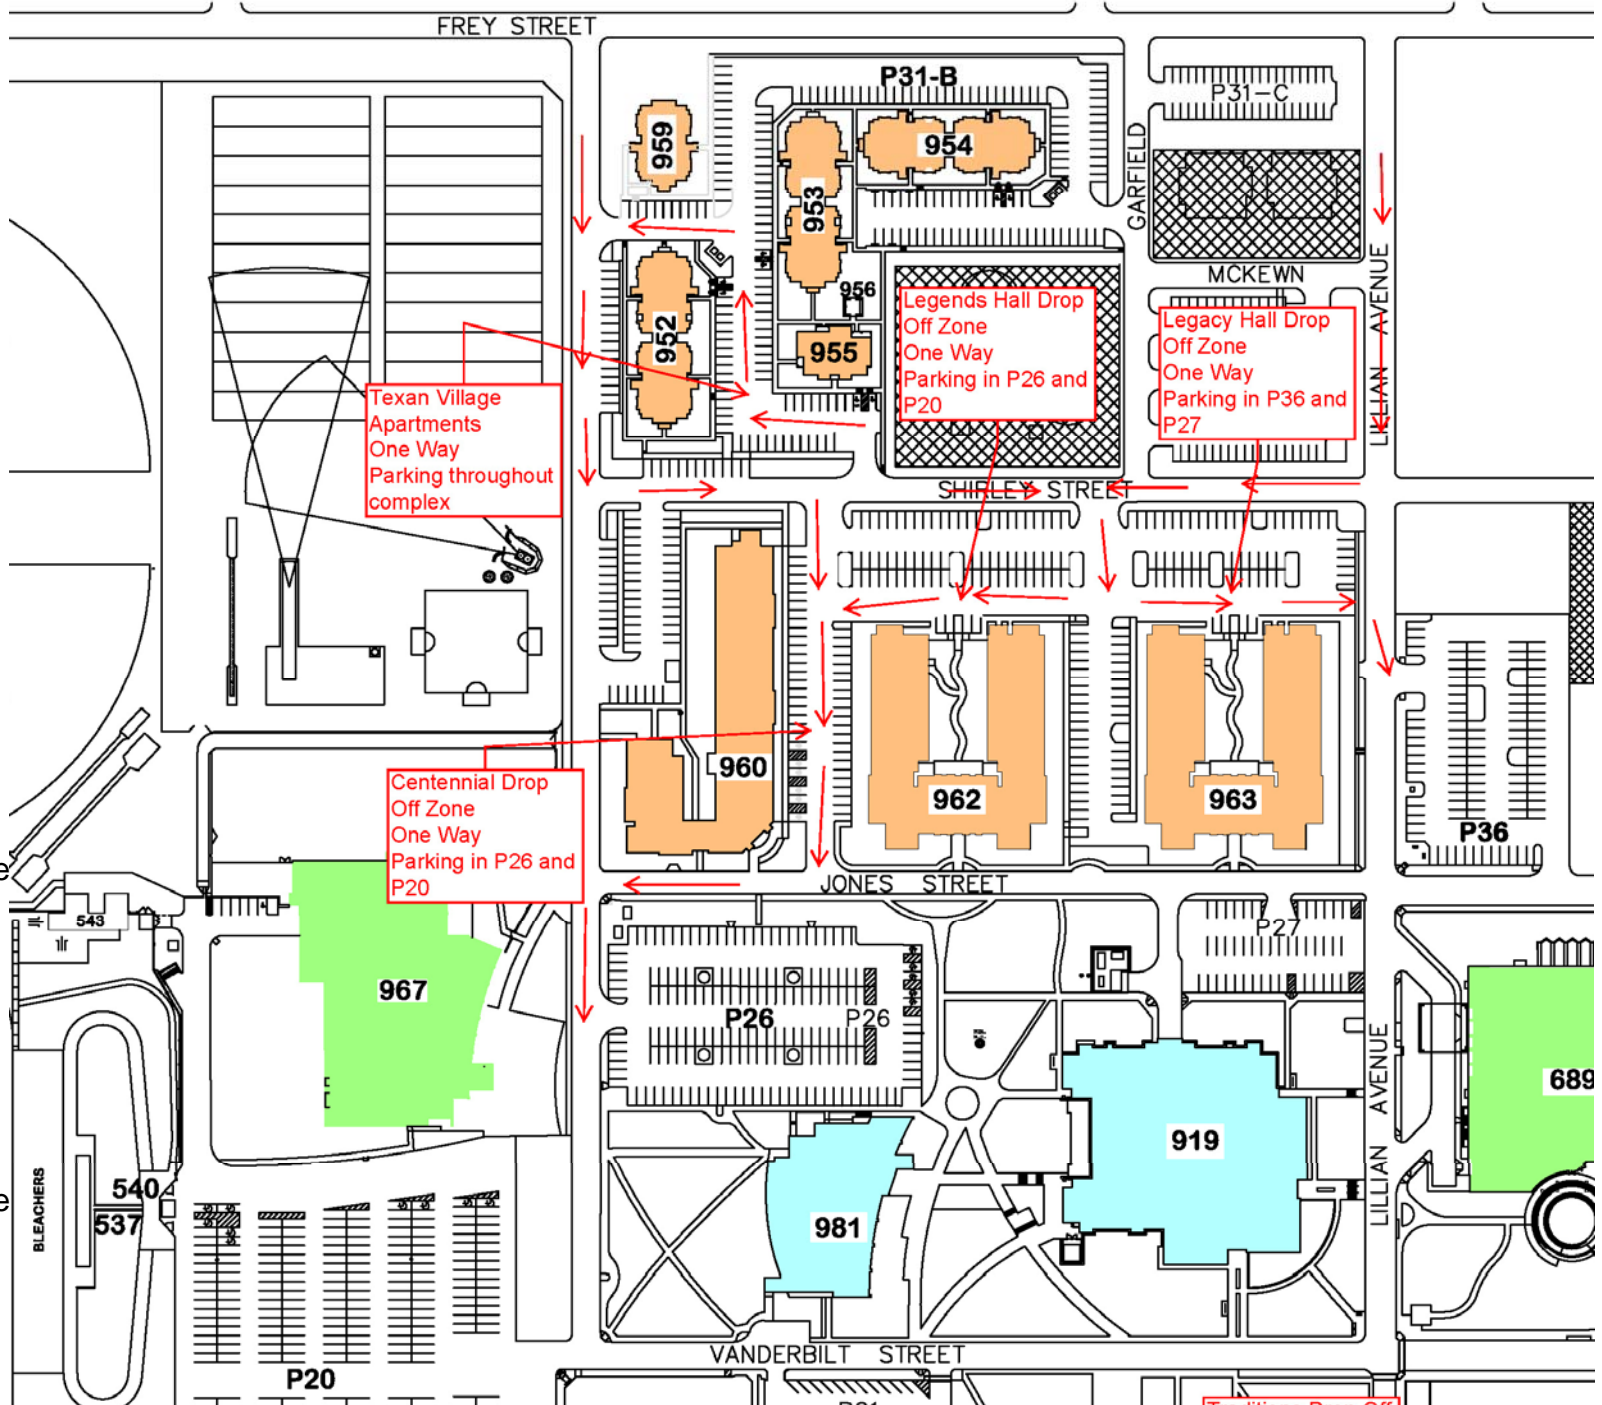 FREY STREET
P31-B
P31-C
959
954
953
GARFIELD
MCKEWN
LILLIAN AVENUE
956
952
955
Legends Hall Drop
Off Zone
One Way
Parking in P26 and
P20
Legacy Hall Drop
Off Zone
One Way
Parking in P36 and
P27
Texan Village
Apartments
One Way
Parking throughout
complex
SHIRLEY STREET
960
962
963
P36
Centennial Drop
Off Zone
One Way
Parking in P26 and
P20
JONES STREET
543
P27
967
P26
P26
LILLIAN AVENUE
689
919
981
540
537
BLEACHERS
VANDERBILT STREET
P20